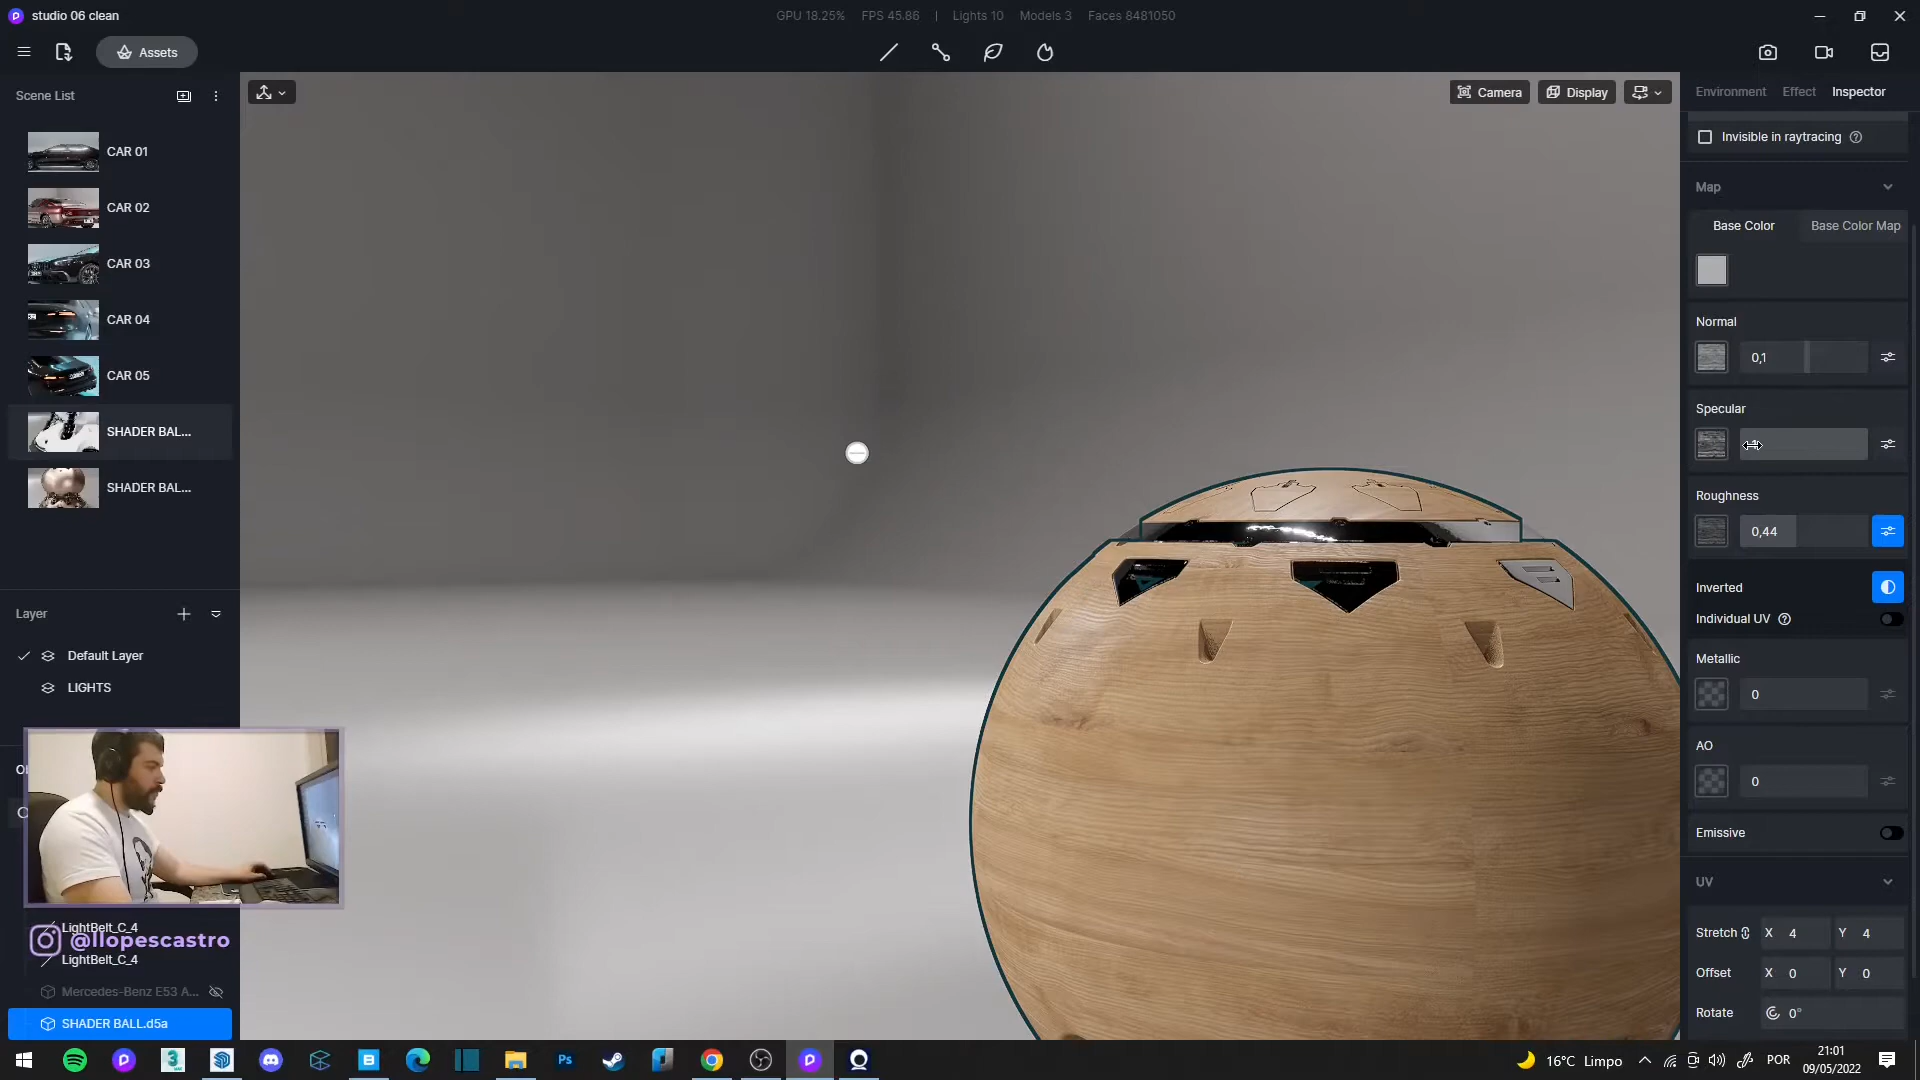 studio 06 clean
GPU 18.25% FPS 45.86 | Lights 10 Models 3 Faces 8481050
Assets
Scene List
CAR 01
CAR 02
CAR 03
CAR 04
CAR 05
SHADER BAL...
SHADER BAL...
Layer
Default Layer
LIGHTS
LightBelt_C_4
@llopescastro
LightBelt_C_4
Mercedes-Benz E53 A...
SHADER BALL.d5a
Camera
Display
Environment Effect Inspector
Invisible in raytracing
Map
Base Color Base Color Map
Normal
0,1
Specular
Roughness
0,44
Inverted
Individual UV
Metallic
0
AO
0
Emissive
UV
Stretch X 4 Y 4
Offset X 0 Y 0
Rotate 0°
16°C Limpo
POR
21:01
09/05/2022